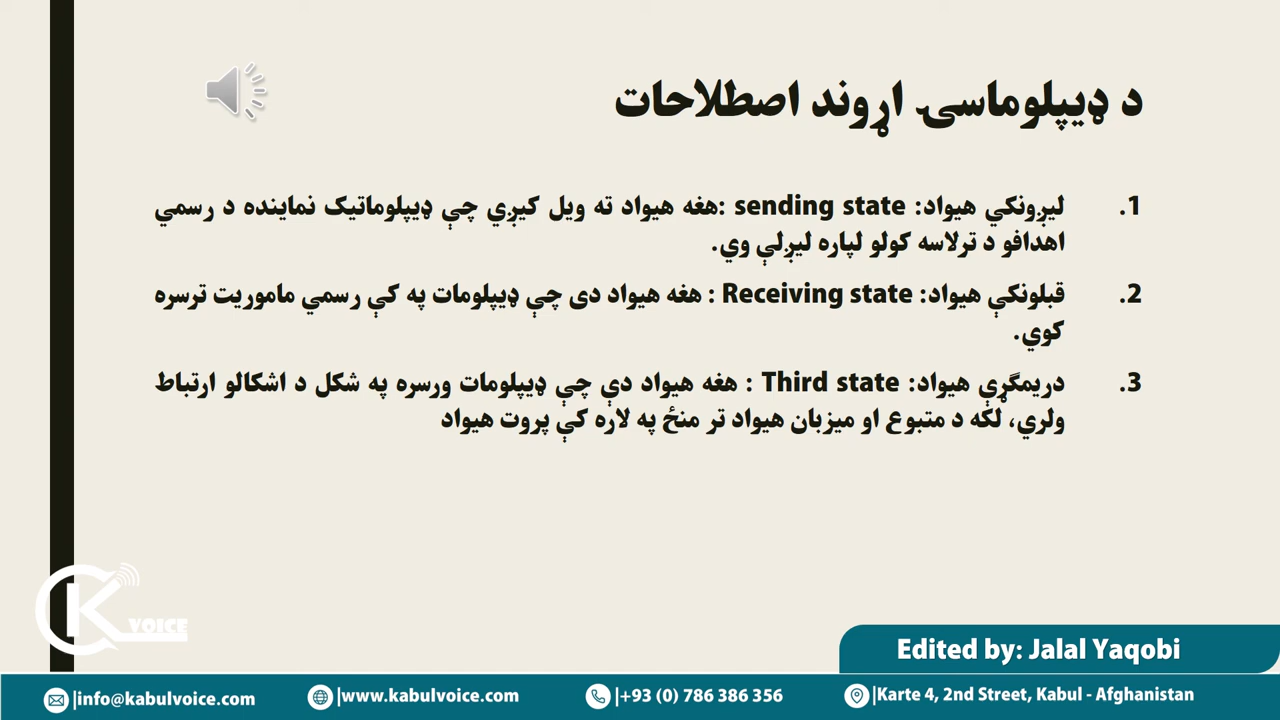 د ډیپلوماسۍ اړوند اصطلاحات
1. لیږونکي هیواد: sending state :هغه هیواد ته ویل کیږي چې ډیپلوماتیک نماینده د رسمي
اهدافو د ترلاسه کولو لپاره لیږلې وي.
2. قبلونکې هیواد: Receiving state : هغه هیواد دی چې ډیپلومات په کې رسمي ماموریت ترسره
کوي.
3. دریمګړې هیواد: Third state : هغه هیواد دې چې ډیپلومات ورسره په شکل د اشکالو ارتباط
ولري، لکه د متبوع او میزبان هیواد تر منځ په لاره کې پروت هیواد
CK VOICE
Edited by: Jalal Yaqobi
|info@kabulvoice.com |www.kabulvoice.com |+93 (0) 786 386 356 |Karte 4, 2nd Street, Kabul - Afghanistan